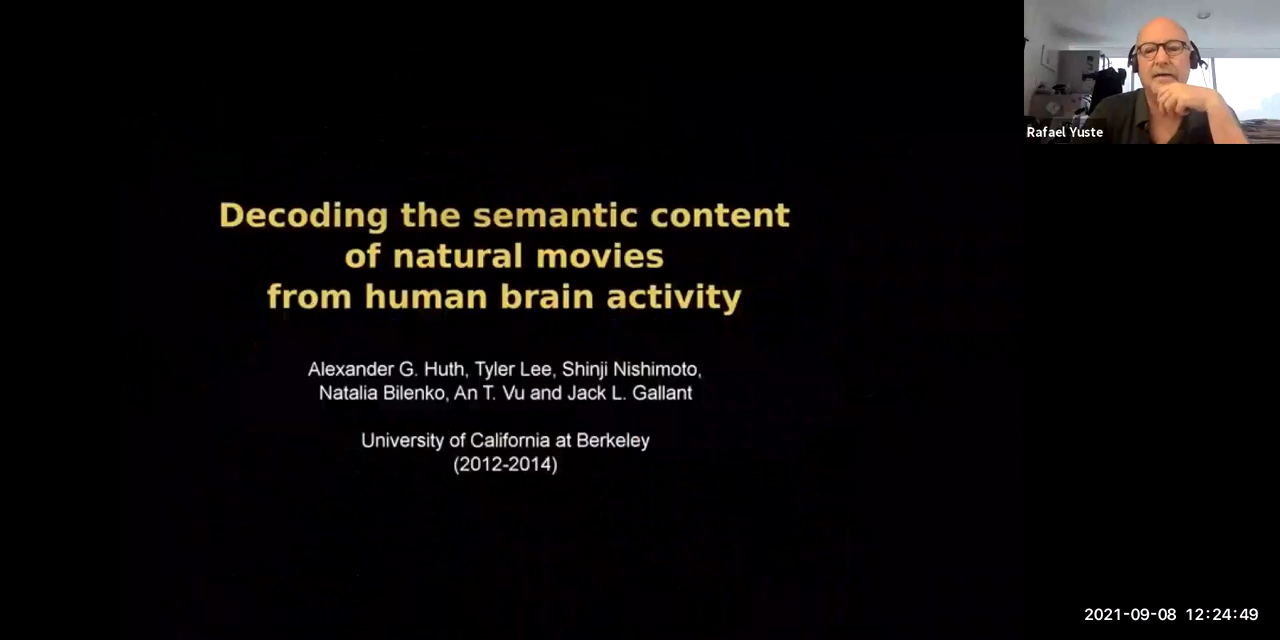 Rafael Yuste
Decoding the semantic content
of natural movies
from human brain activity
Alexander G. Huth, Tyler Lee, Shinji Nishimoto,
Natalia Bilenko, An T. Vu and Jack L. Gallant
University of California at Berkeley
(2012-2014)
2021-09-08 12:24:49